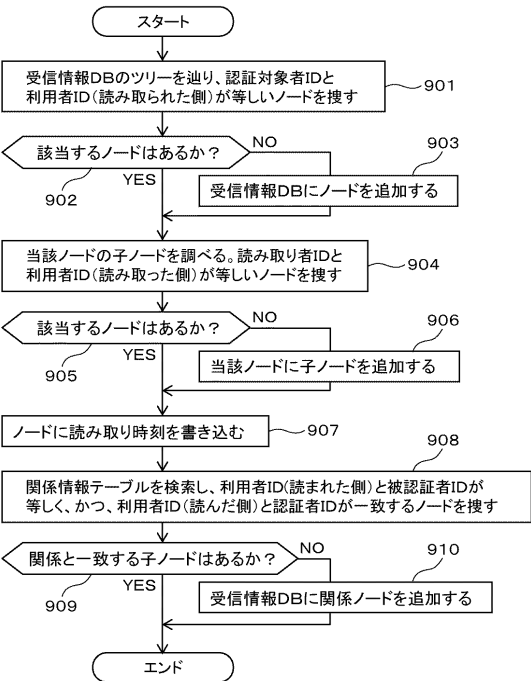 スタート
受信情報DBのツリーを辿り、認証対象者IDと
利用者ID(読み取られた側)が等しいノードを捜す
901
該当するノードはあるか?
NO
903
902
YES
受信情報DBにノードを追加する
当該ノードの子ノードを調べる。読み取り者IDと
利用者ID(読み取った側)が等しいノードを捜す
904
該当するノードはあるか?
NO
906
905
YES
当該ノードに子ノードを追加する
ノードに読み取り時刻を書き込む
907
908
関係情報テーブルを検索し、利用者ID(読まれた側)と被認証者IDが
等しく、かつ、利用者ID(読んだ側)と認証者IDが一致するノードを捜す
関係と一致する子ノードはあるか?
NO
910
909
YES
受信情報DBに関係ノードを追加する
エンド